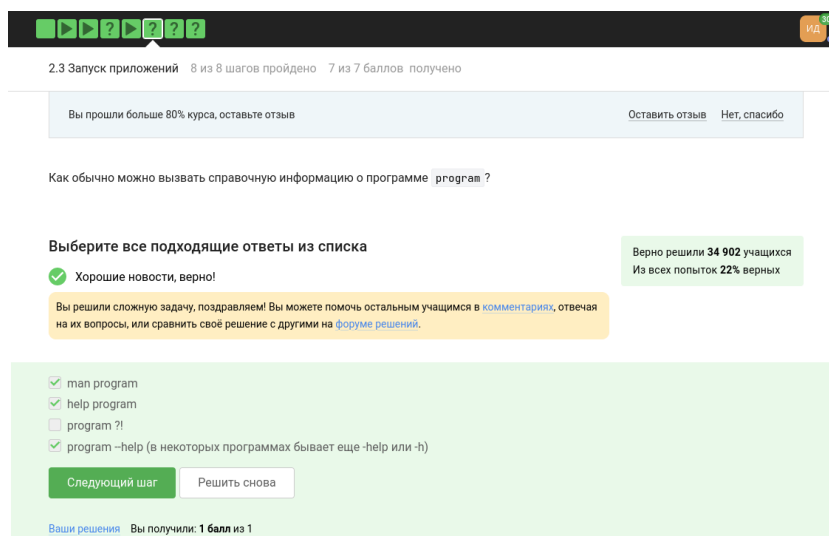 ? ? ? ?
ИД
30
2.3 Запуск приложений 8 из 8 шагов пройдено 7 из 7 баллов получено
Вы прошли больше 80% курса, оставьте отзыв Оставить отзыв Нет, спасибо
Как обычно можно вызвать справочную информацию о программе program ?
Выберите все подходящие ответы из списка
Верно решили 34 902 учащихся
Из всех попыток 22% верных
Хорошие новости, верно!
Вы решили сложную задачу, поздравляем! Вы можете помочь остальным учащимся в комментариях, отвечая
на их вопросы, или сравнить своё решение с другими на форуме решений.
man program
help program
program ?!
program --help (в некоторых программах бывает еще -help или -h)
Следующий шаг Решить снова
Ваши решения Вы получили: 1 балл из 1